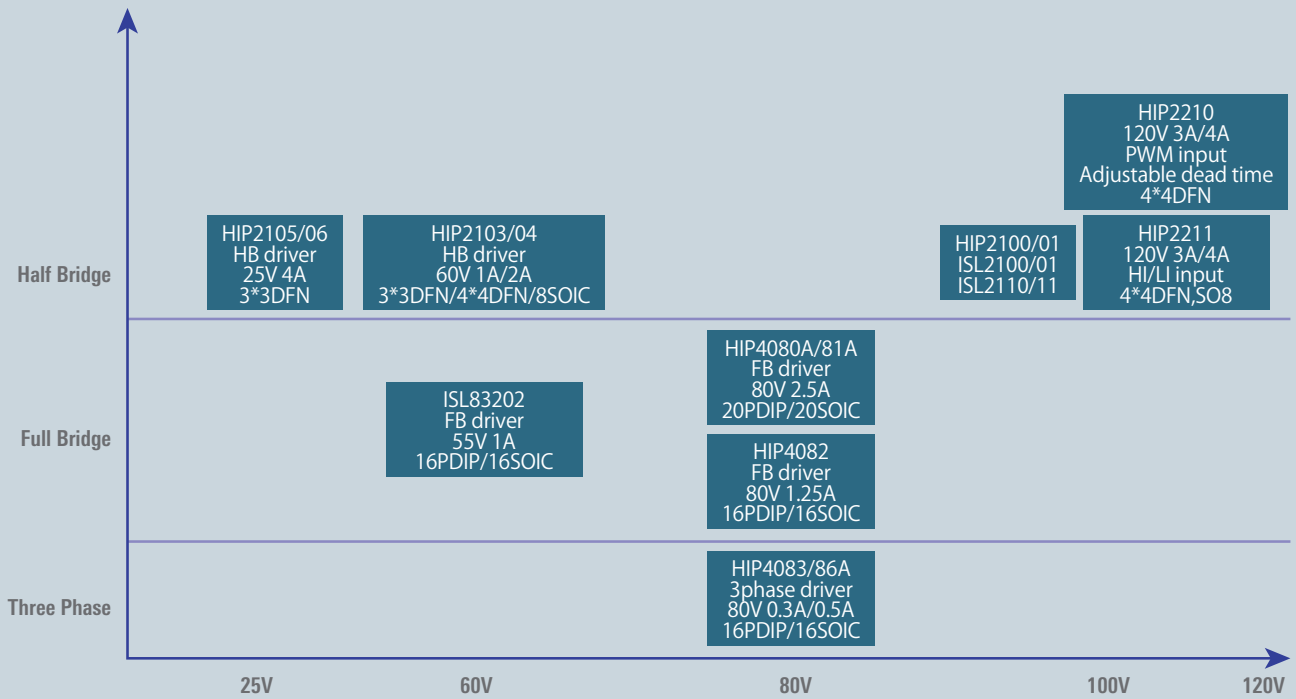 HIP2210
120V 3A/4A
PWM input
Adjustable dead time
4*4DFN
Half Bridge
HIP2105/06
HB driver
25V 4A
3*3DFN
HIP2103/04
HB driver
60V 1A/2A
3*3DFN/4*4DFN/8SOIC
HIP2100/01
ISL2100/01
ISL2110/11
HIP2211
120V 3A/4A
HI/LI input
4*4DFN,SO8
Full Bridge
ISL83202
FB driver
55V 1A
16PDIP/16SOIC
HIP4080A/81A
FB driver
80V 2.5A
20PDIP/20SOIC
HIP4082
FB driver
80V 1.25A
16PDIP/16SOIC
Three Phase
HIP4083/86A
3phase driver
80V 0.3A/0.5A
16PDIP/16SOIC
25V
60V
80V
100V
120V